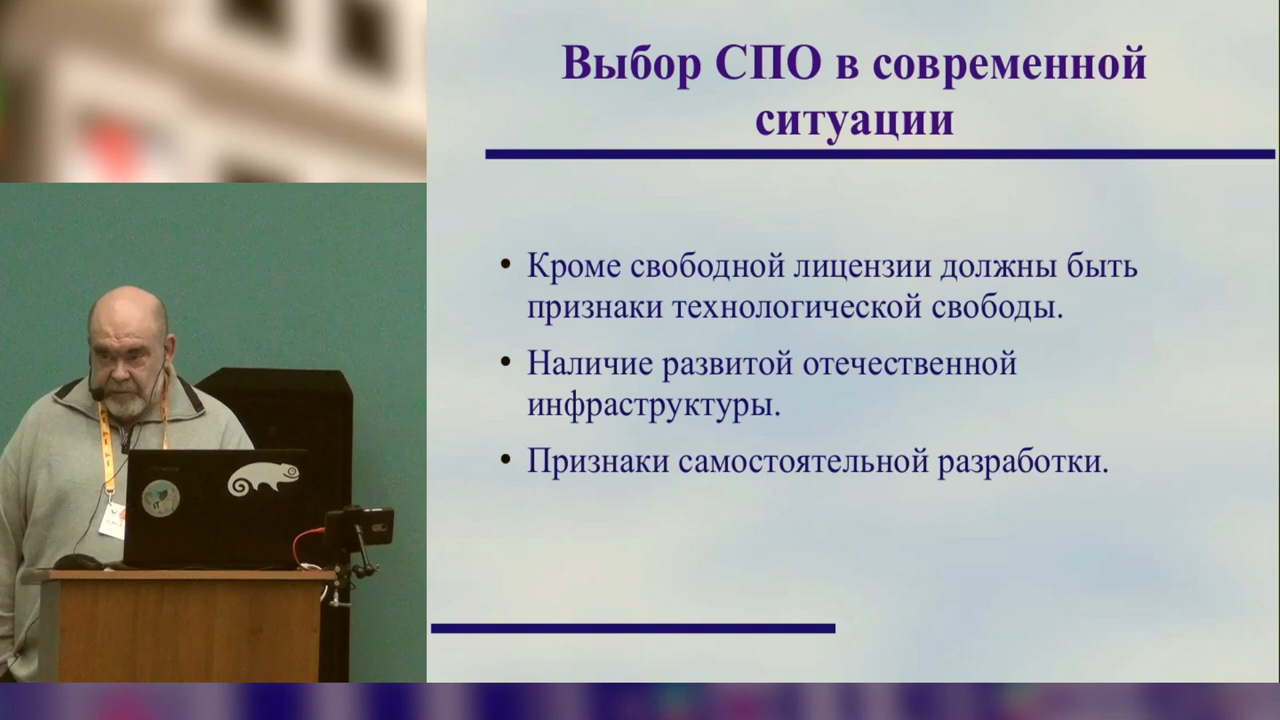 Выбор СПО в современной
ситуации
• Кроме свободной лицензии должны быть
признаки технологической свободы.
• Наличие развитой отечественной
инфраструктуры.
• Признаки самостоятельной разработки.